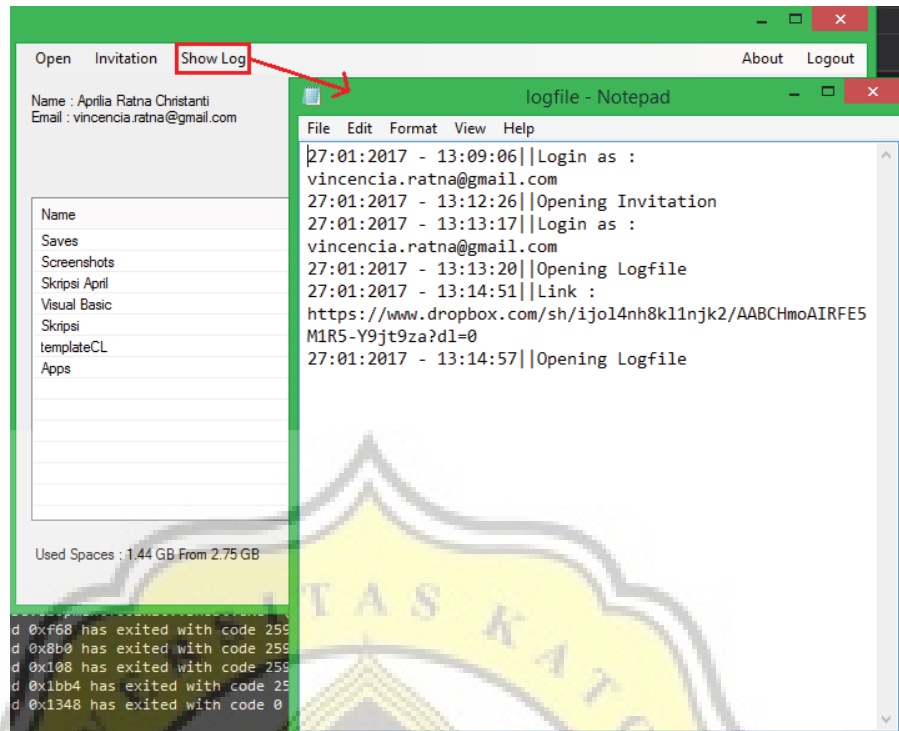 Open Invitation Show Log About Logout
Name : Aprilia Ratna Christanti
Email : vincencia.ratna@gmail.com
Name
Saves
Screenshots
Skripsi April
Visual Basic
Skripsi
templateCL
Apps
Used Spaces : 1.44 GB From 2.75 GB
d 0xf68 has exited with code 259
d 0x8b0 has exited with code 259
d 0x108 has exited with code 259
d 0x1bb4 has exited with code 25
d 0x1348 has exited with code 0
logfile - Notepad
File Edit Format View Help
27:01:2017 - 13:09:06||Login as :
vincencia.ratna@gmail.com
27:01:2017 - 13:12:26||Opening Invitation
27:01:2017 - 13:13:17||Login as :
vincencia.ratna@gmail.com
27:01:2017 - 13:13:20||Opening Logfile
27:01:2017 - 13:14:51||Link :
https://www.dropbox.com/sh/ijol4nh8kl1njk2/AABCHmoAIRFE5
M1R5-Y9jt9za?dl=0
27:01:2017 - 13:14:57||Opening Logfile
ITAS KATO